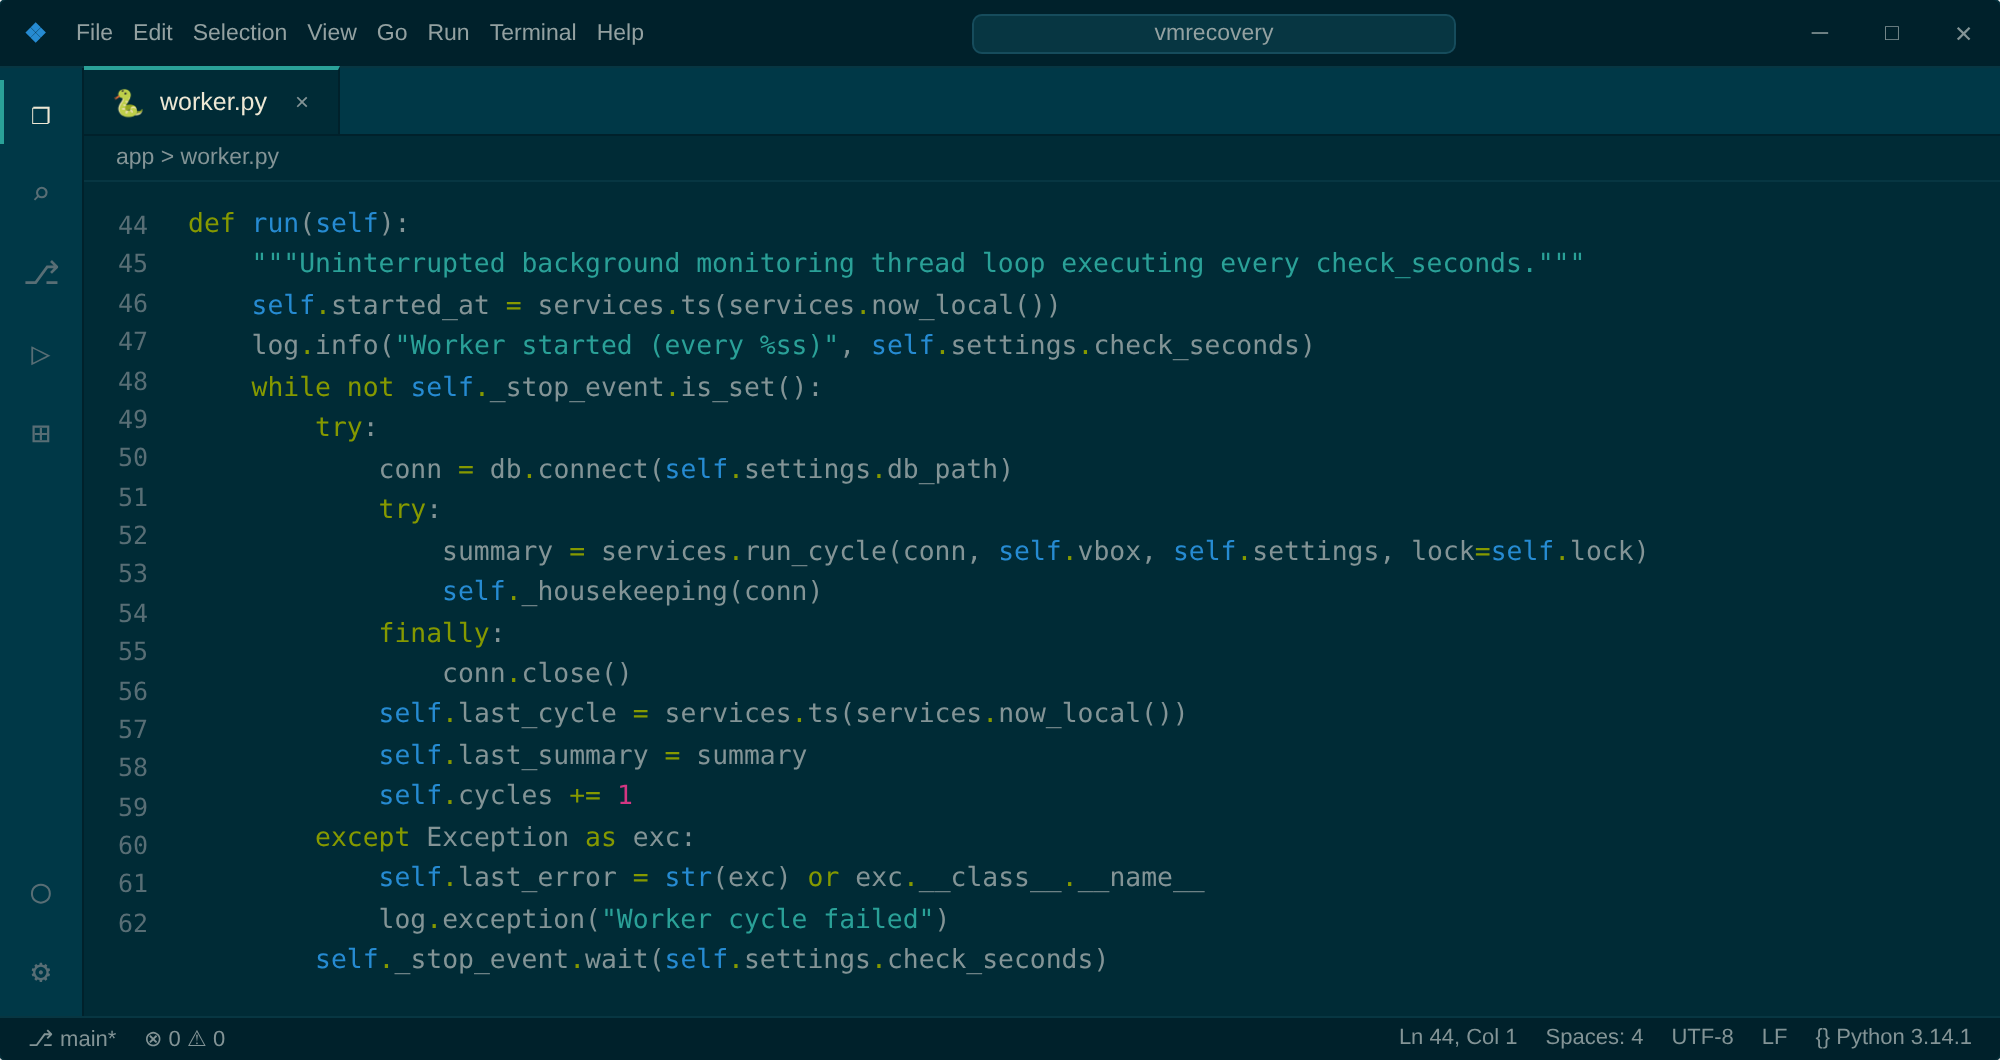 File Edit Selection View Go Run Terminal Help vmrecovery
worker.py ×
app > worker.py
44 def run(self):
45     """Uninterrupted background monitoring thread loop executing every check_seconds."""
46     self.started_at = services.ts(services.now_local())
47     log.info("Worker started (every %ss)", self.settings.check_seconds)
48     while not self._stop_event.is_set():
49         try:
50             conn = db.connect(self.settings.db_path)
51             try:
52                 summary = services.run_cycle(conn, self.vbox, self.settings, lock=self.lock)
53                 self._housekeeping(conn)
54             finally:
55                 conn.close()
56             self.last_cycle = services.ts(services.now_local())
57             self.last_summary = summary
58             self.cycles += 1
59         except Exception as exc:
60             self.last_error = str(exc) or exc.__class__.__name__
61             log.exception("Worker cycle failed")
62         self._stop_event.wait(self.settings.check_seconds)
main* ⊗ 0 ⚠ 0 Ln 44, Col 1 Spaces: 4 UTF-8 LF {} Python 3.14.1